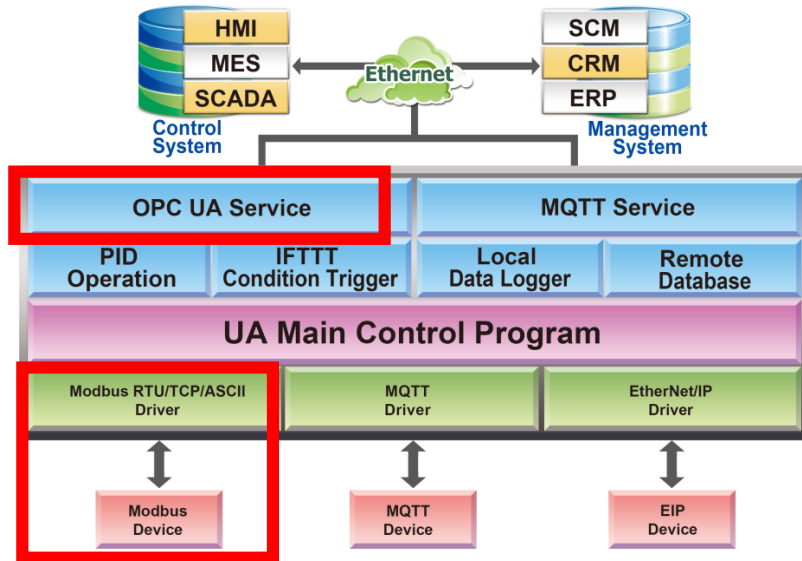 HMI
MES
SCADA
Control
System
Ethernet
SCM
CRM
ERP
Management
System
OPC UA Service
MQTT Service
PID
Operation
IFTTT
Condition Trigger
Local
Data Logger
Remote
Database
UA Main Control Program
Modbus RTU/TCP/ASCII
Driver
MQTT
Driver
EtherNet/IP
Driver
Modbus
Device
MQTT
Device
EIP
Device